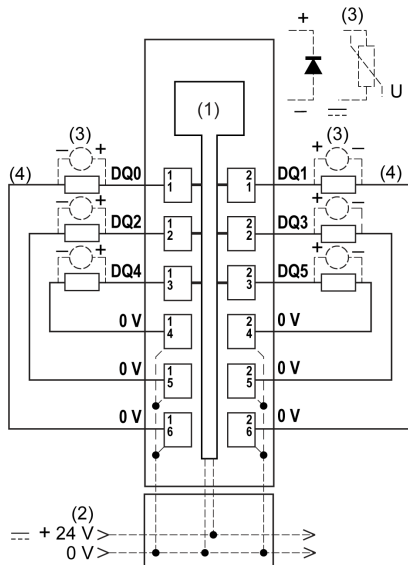 + (3)
– U
(1)
(3) (3)
– + + –
(4) DQ0 1 1 2 1 DQ1 (4)
– + + –
DQ2 1 2 2 2 DQ3
– + + –
DQ4 1 3 2 3 DQ5
0 V 1 4 2 4 0 V
0 V 1 5 2 5 0 V
0 V 1 6 2 6 0 V
(2)
+ 24 V
0 V